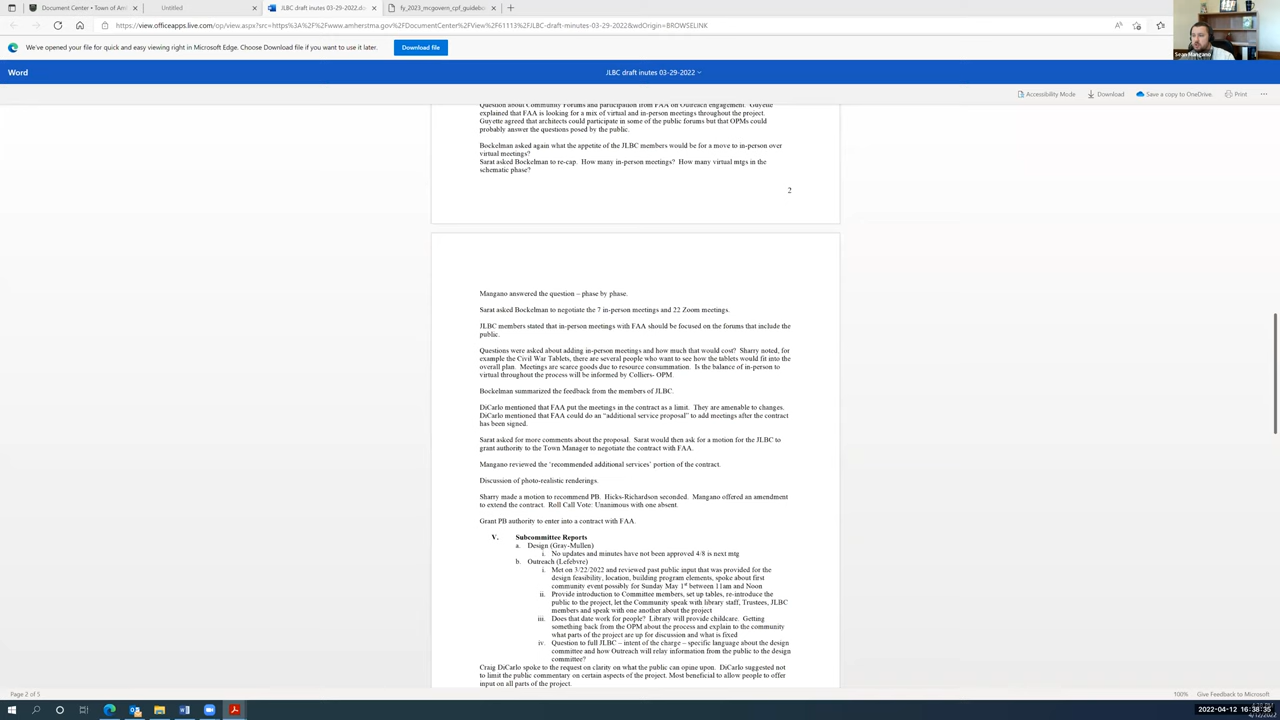 Document Center • Town of Am
Untitled
JLBC draft-minutes-03-29-2022.do
fy_2023_mcgovern_cpf_guidebo
https://view.officeapps.live.com/op/view.aspx?src=https%3A%2F%2Fwww.amherstma.gov%2FDocumentCenter%2FView%2F61113%2FJLBC-draft-minutes-03-29-2022&wdOrigin=BROWSELINK
We've opened your file for quick and easy viewing right in Microsoft Edge. Choose Download file if you want to use it later.
Download file
Sean Mangano
Word
JLBC draft inutes 03-29-2022
Accessibility Mode
Download
Save a copy to OneDrive.
Print
Question about Community Forums and participation from FAA on Outreach engagement. Guyette
explained that FAA is looking for a mix of virtual and in-person meetings throughout the project.
Guyette agreed that architects could participate in some of the public forums but that OPMs could
probably answer the questions posed by the public.
Bockelman asked again what the appetite of the JLBC members would be for a move to in-person over
virtual meetings?
Sarat asked Bockelman to re-cap. How many in-person meetings? How many virtual mtgs in the
schematic phase?
2
Mangano answered the question – phase by phase.
Sarat asked Bockelman to negotiate the 7 in-person meetings and 22 Zoom meetings.
JLBC members stated that in-person meetings with FAA should be focused on the forums that include the
public.
Questions were asked about adding in-person meetings and how much that would cost? Sharry noted, for
example the Civil War Tablets, there are several people who want to see how the tablets would fit into the
overall plan. Meetings are scarce goods due to resource consummation. Is the balance of in-person to
virtual throughout the process will be informed by Colliers- OPM.
Bockelman summarized the feedback from the members of JLBC.
DiCarlo mentioned that FAA put the meetings in the contract as a limit. They are amenable to changes.
DiCarlo mentioned that FAA could do an “additional service proposal” to add meetings after the contract
has been signed.
Sarat asked for more comments about the proposal. Sarat would then ask for a motion for the JLBC to
grant authority to the Town Manager to negotiate the contract with FAA.
Mangano reviewed the ‘recommended additional services’ portion of the contract.
Discussion of photo-realistic renderings.
Sharry made a motion to recommend PB. Hicks-Richardson seconded. Mangano offered an amendment
to extend the contract. Roll Call Vote: Unanimous with one absent.
Grant PB authority to enter into a contract with FAA.
V. Subcommittee Reports
a. Design (Gray-Mullen)
i. No updates and minutes have not been approved 4/8 is next mtg
b. Outreach (Lefebvre)
i. Met on 3/22/2022 and reviewed past public input that was provided for the
design feasibility, location, building program elements, spoke about first
community event possibly for Sunday May 1st between 11am and Noon
ii. Provide introduction to Committee members, set up tables, re-introduce the
public to the project, let the Community speak with library staff, Trustees, JLBC
members and speak with one another about the project
iii. Does that date work for people? Library will provide childcare. Getting
something back from the OPM about the process and explain to the community
what parts of the project are up for discussion and what is fixed
iv. Question to full JLBC – intent of the charge – specific language about the design
committee and how Outreach will relay information from the public to the design
committee?
Craig DiCarlo spoke to the request on clarity on what the public can opine upon. DiCarlo suggested not
to limit the public commentary on certain aspects of the project. Most beneficial to allow people to offer
input on all parts of the project.
Page 2 of 5
100%
Give Feedback to Microsoft
2022-04-12 16:38:35